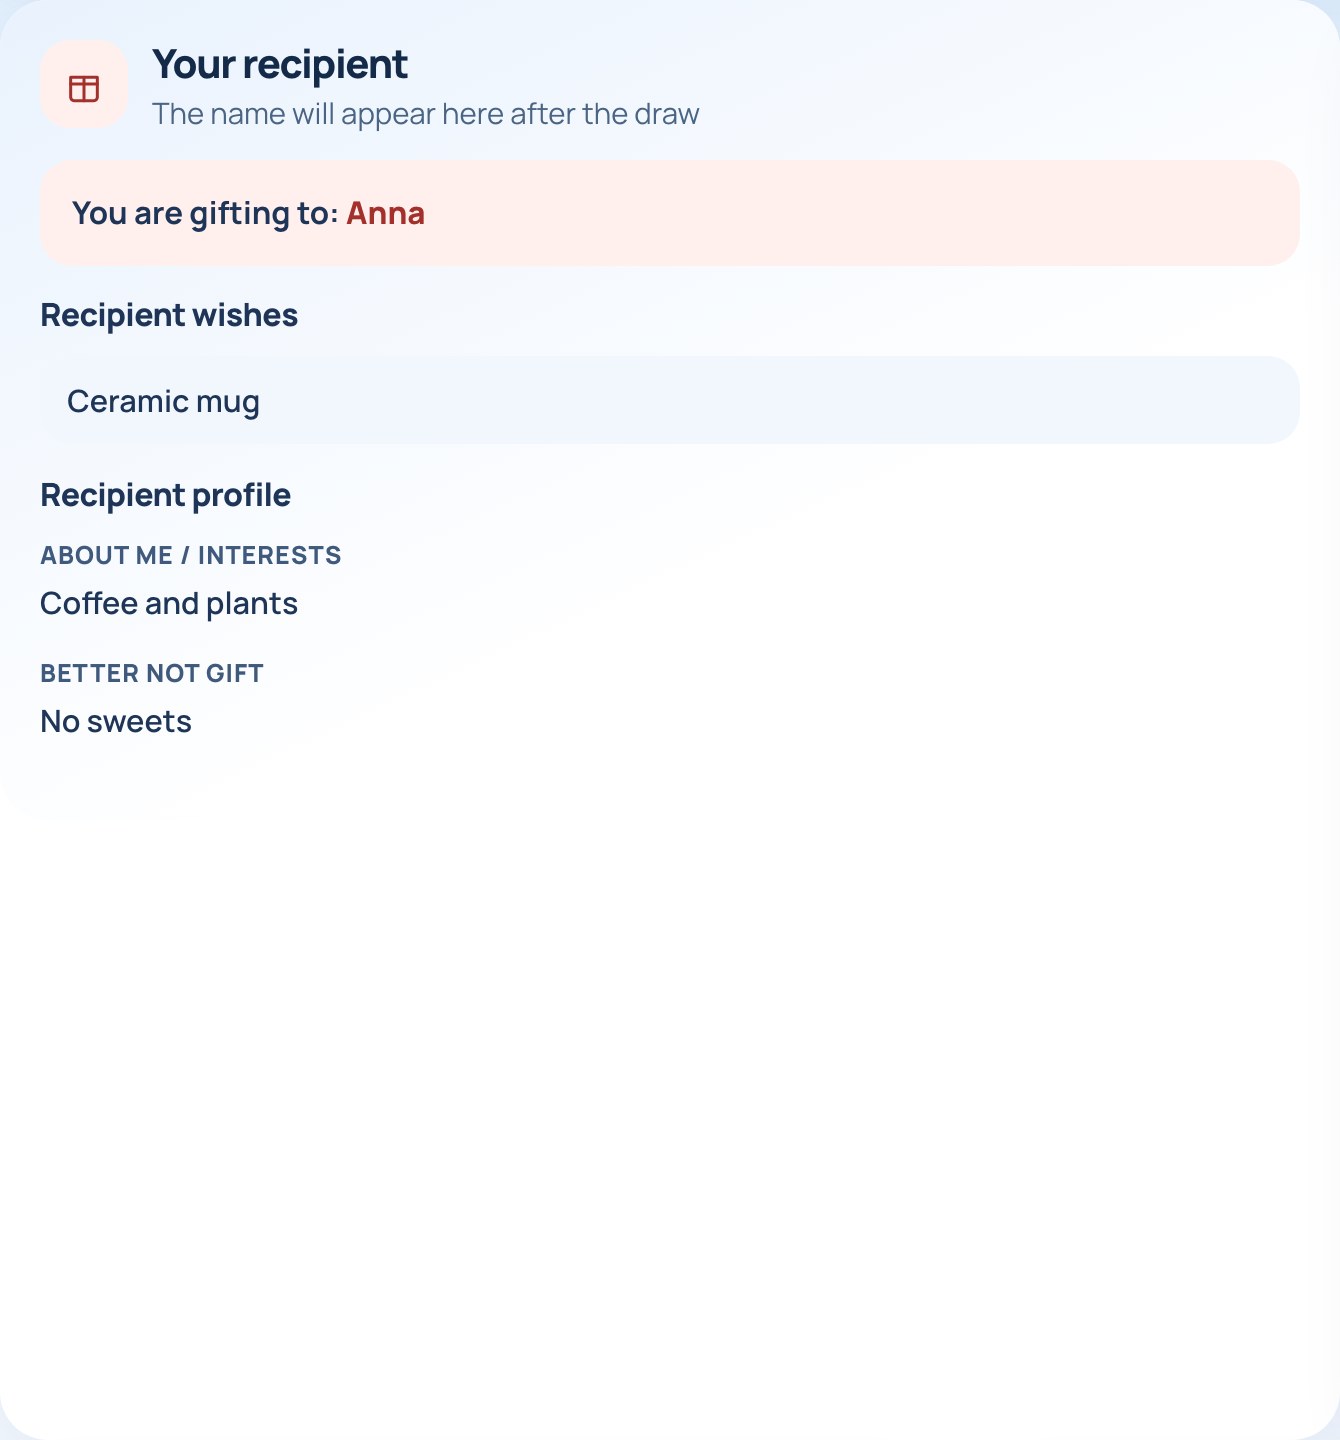 Your recipient
The name will appear here after the draw
You are gifting to: Anna
Recipient wishes
Ceramic mug
Recipient profile
ABOUT ME / INTERESTS
Coffee and plants
BETTER NOT GIFT
No sweets